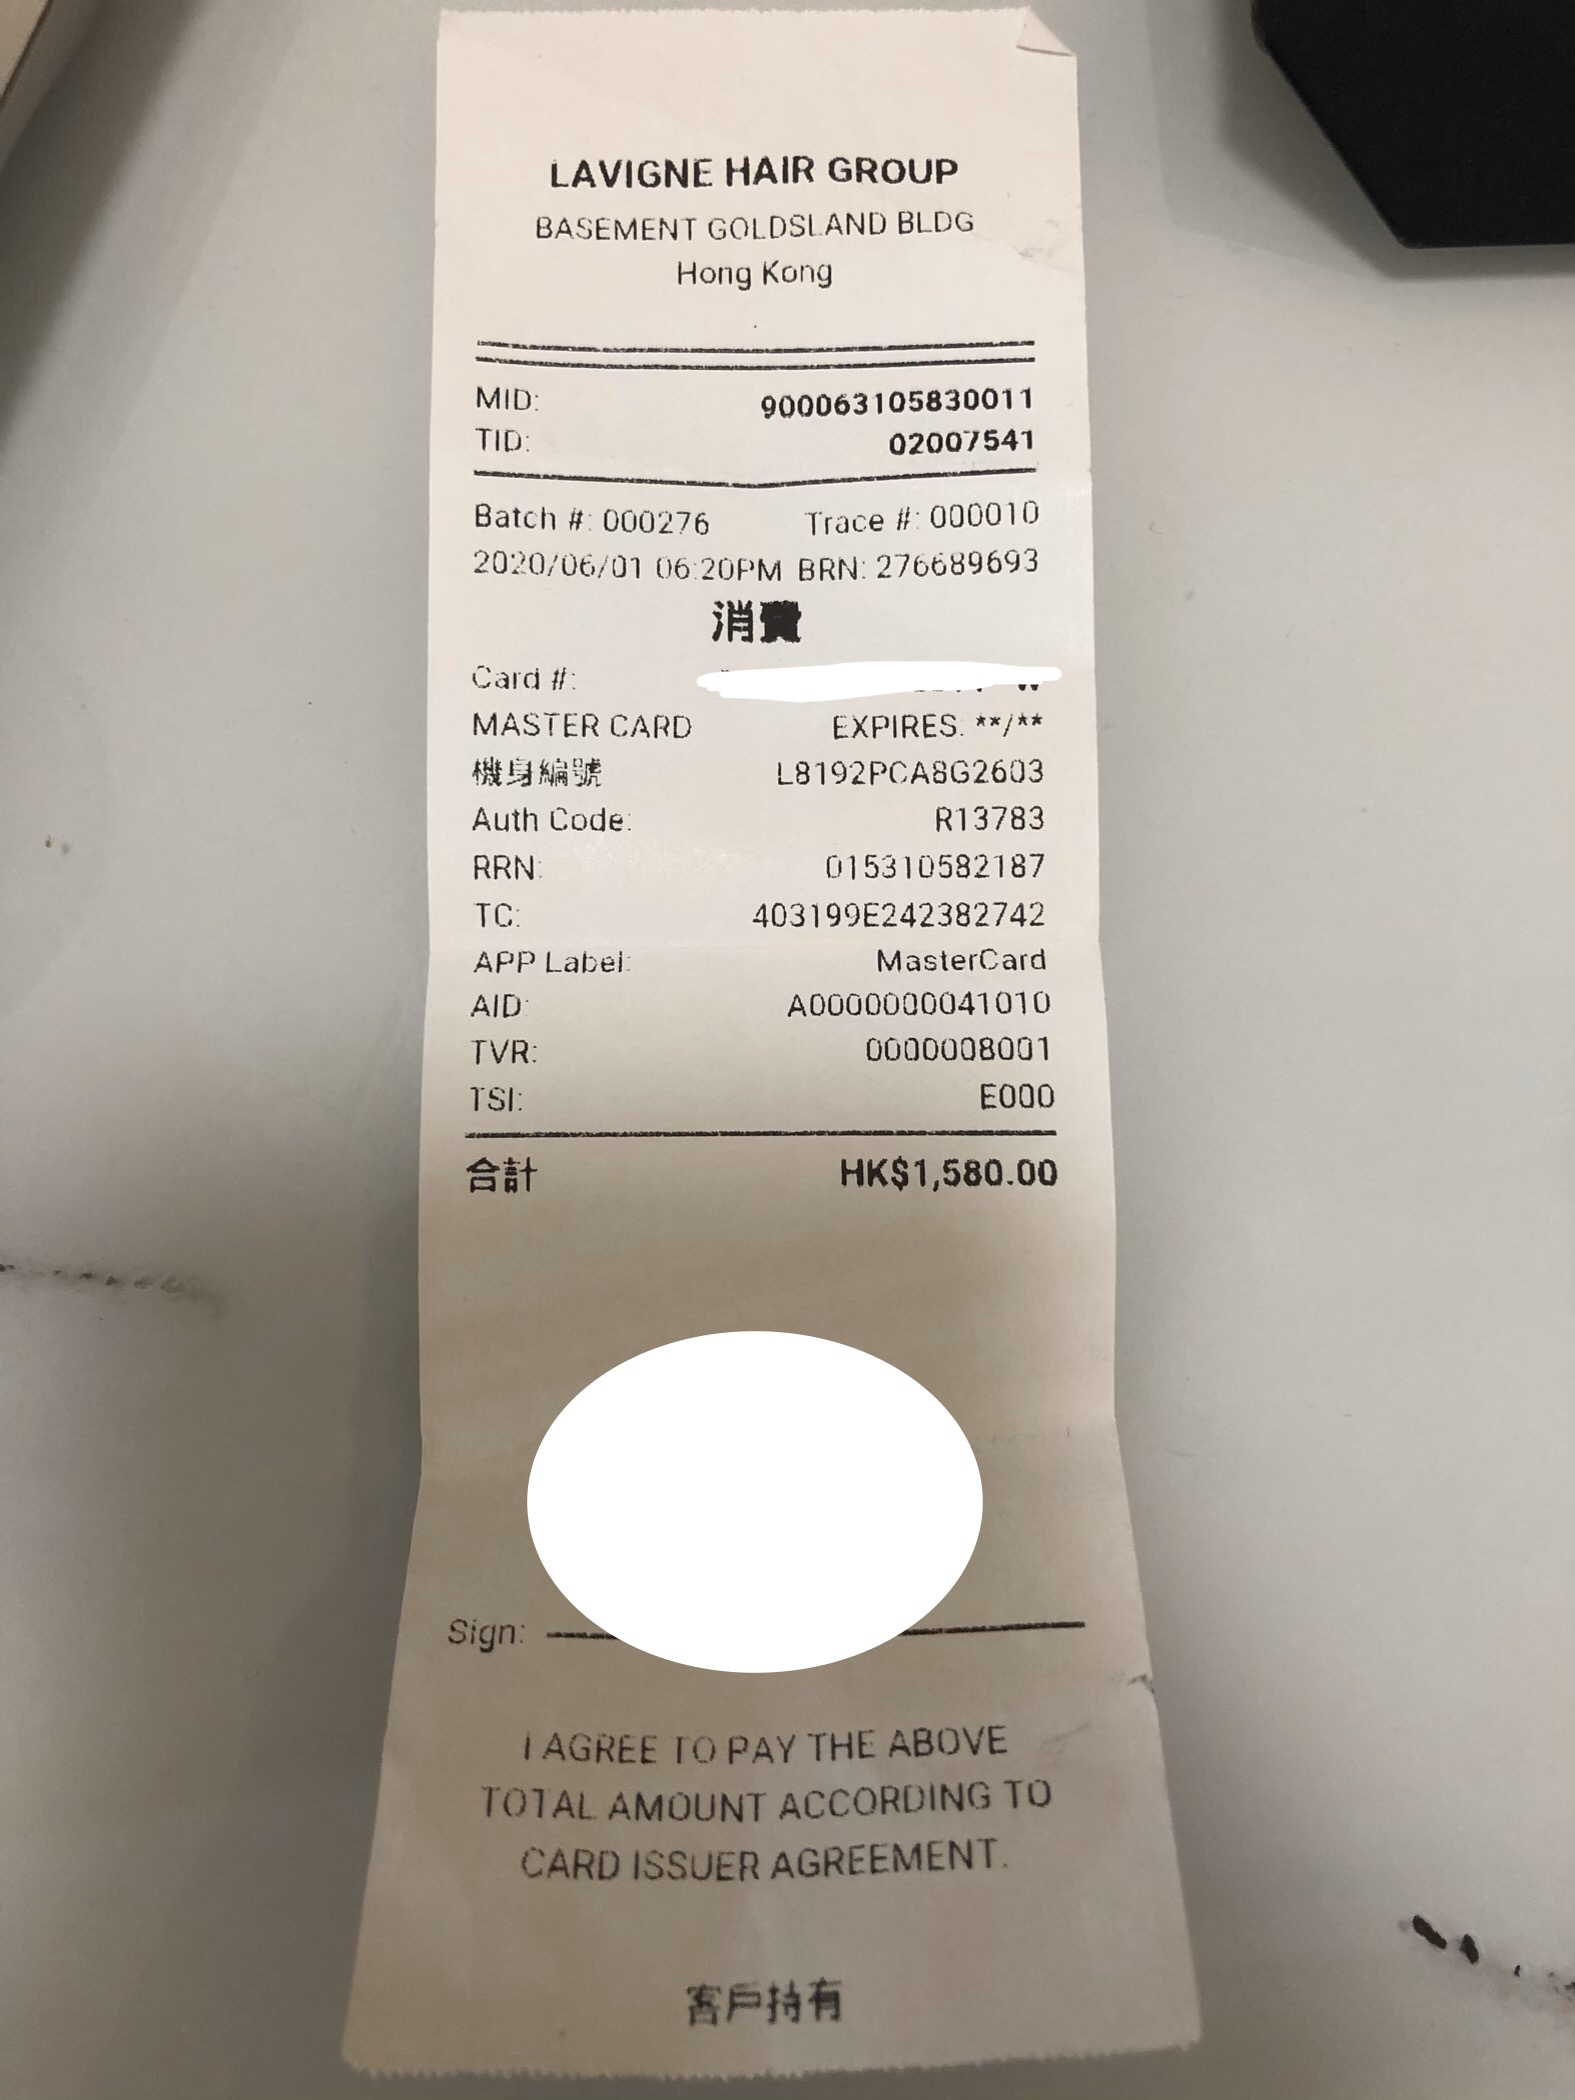 LAVIGNE HAIR GROUP
BASEMENT GOLDSLAND BLDG
Hong Kong
MID: 900063105830011
TID: 02007541
Batch #: 000276 Trace #: 000010
2020/06/01 06:20PM BRN: 276689693
消費
Card #:
MASTER CARD EXPIRES: **/**
機身編號 L8192PCA8G2603
Auth Code: R13783
RRN: 015310582187
TC: 403199E242382742
APP Label: MasterCard
AID: A0000000041010
TVR: 0000008001
TSI: E000
合計 HK$1,580.00
Sign:
I AGREE TO PAY THE ABOVE
TOTAL AMOUNT ACCORDING TO
CARD ISSUER AGREEMENT.
客戶持有